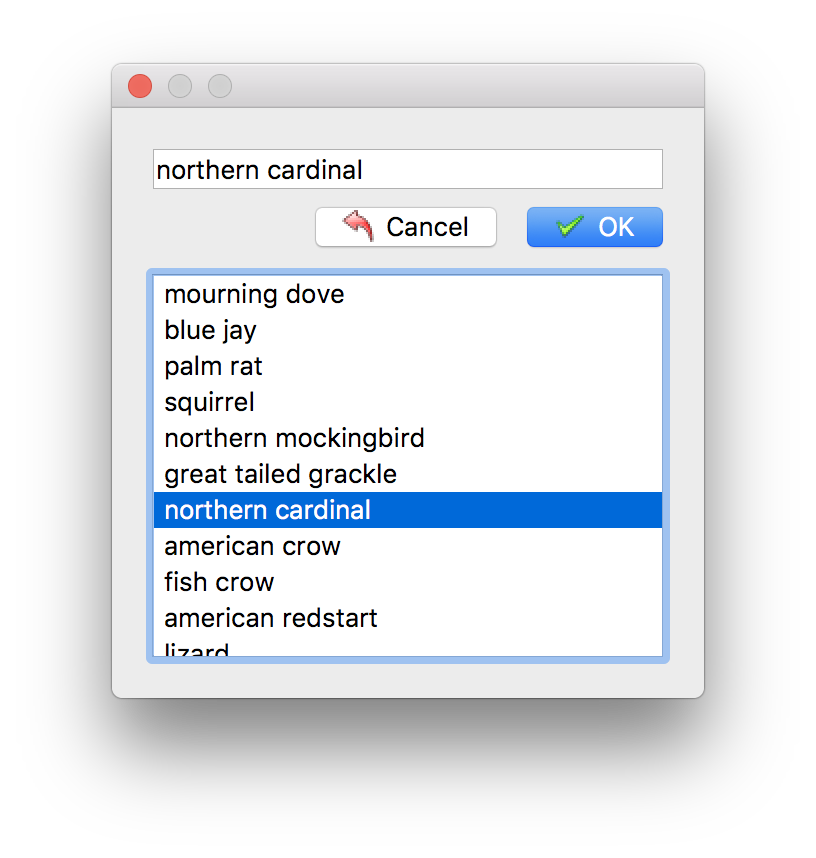 northern cardinal
Cancel
OK
mourning dove
blue jay
palm rat
squirrel
northern mockingbird
great tailed grackle
northern cardinal
american crow
fish crow
american redstart
lizard